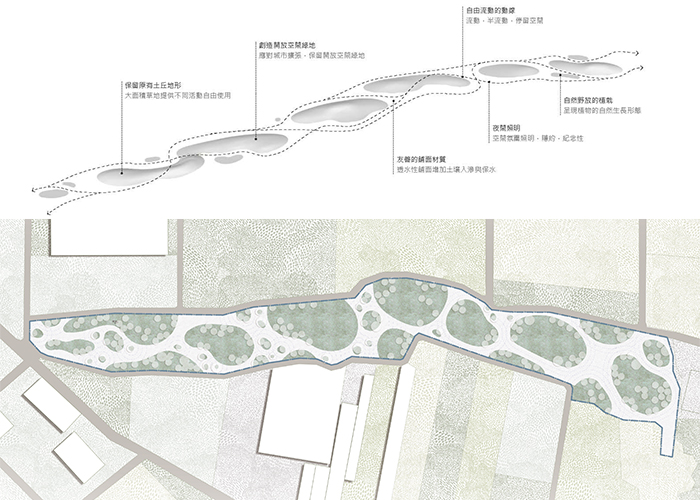 自由流動的動線
流動，半流動，停留空間
創造開放空間綠地
應對城市擴張，保留開放空間綠地
保留原有土丘地形
大面積草地提供不同活動自由使用
自然野放的植栽
呈現植物的自然生長形態
夜間照明
空間氛圍照明，隱約，紀念性
友善的鋪面材質
透水性鋪面增加土壤入滲與保水